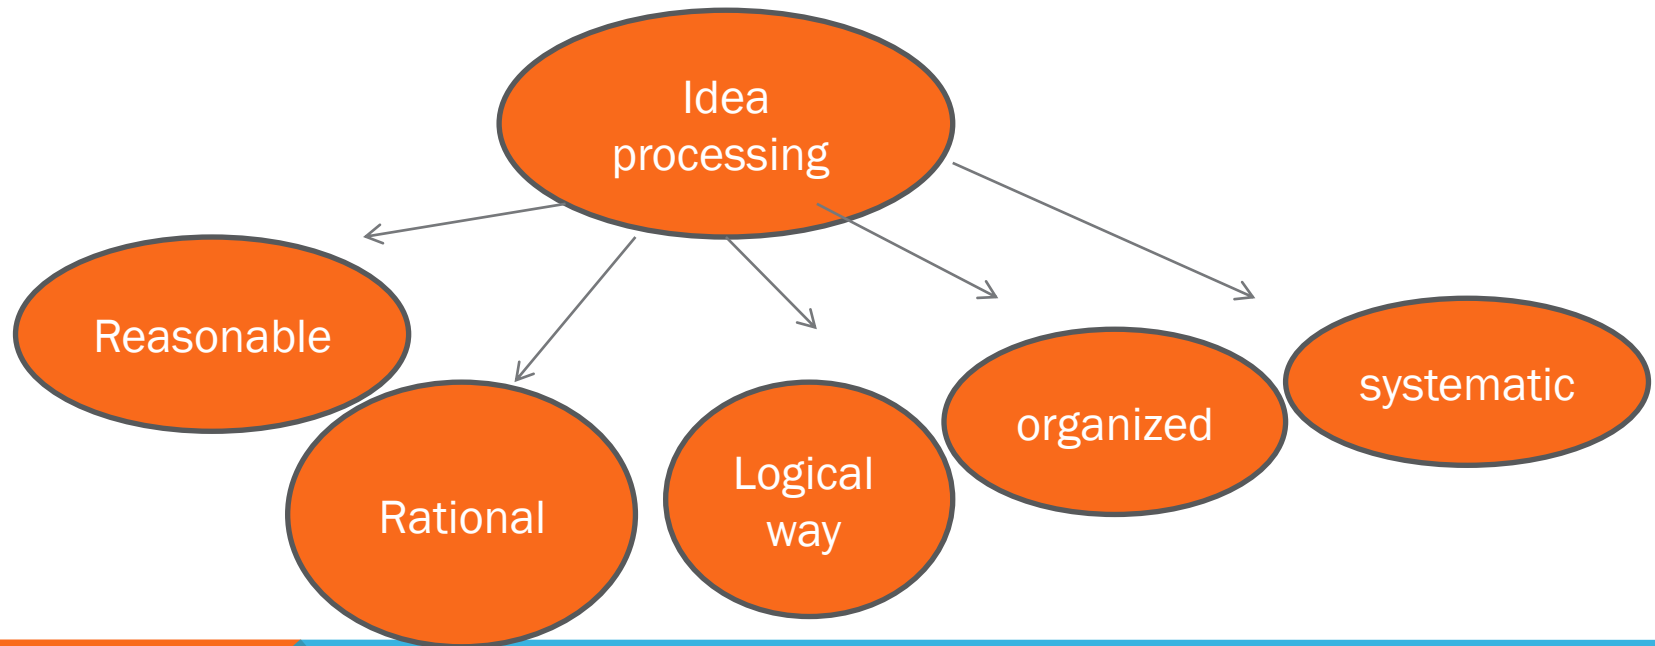 Idea
processing
Reasonable
Rational
Logical
way
organized
systematic